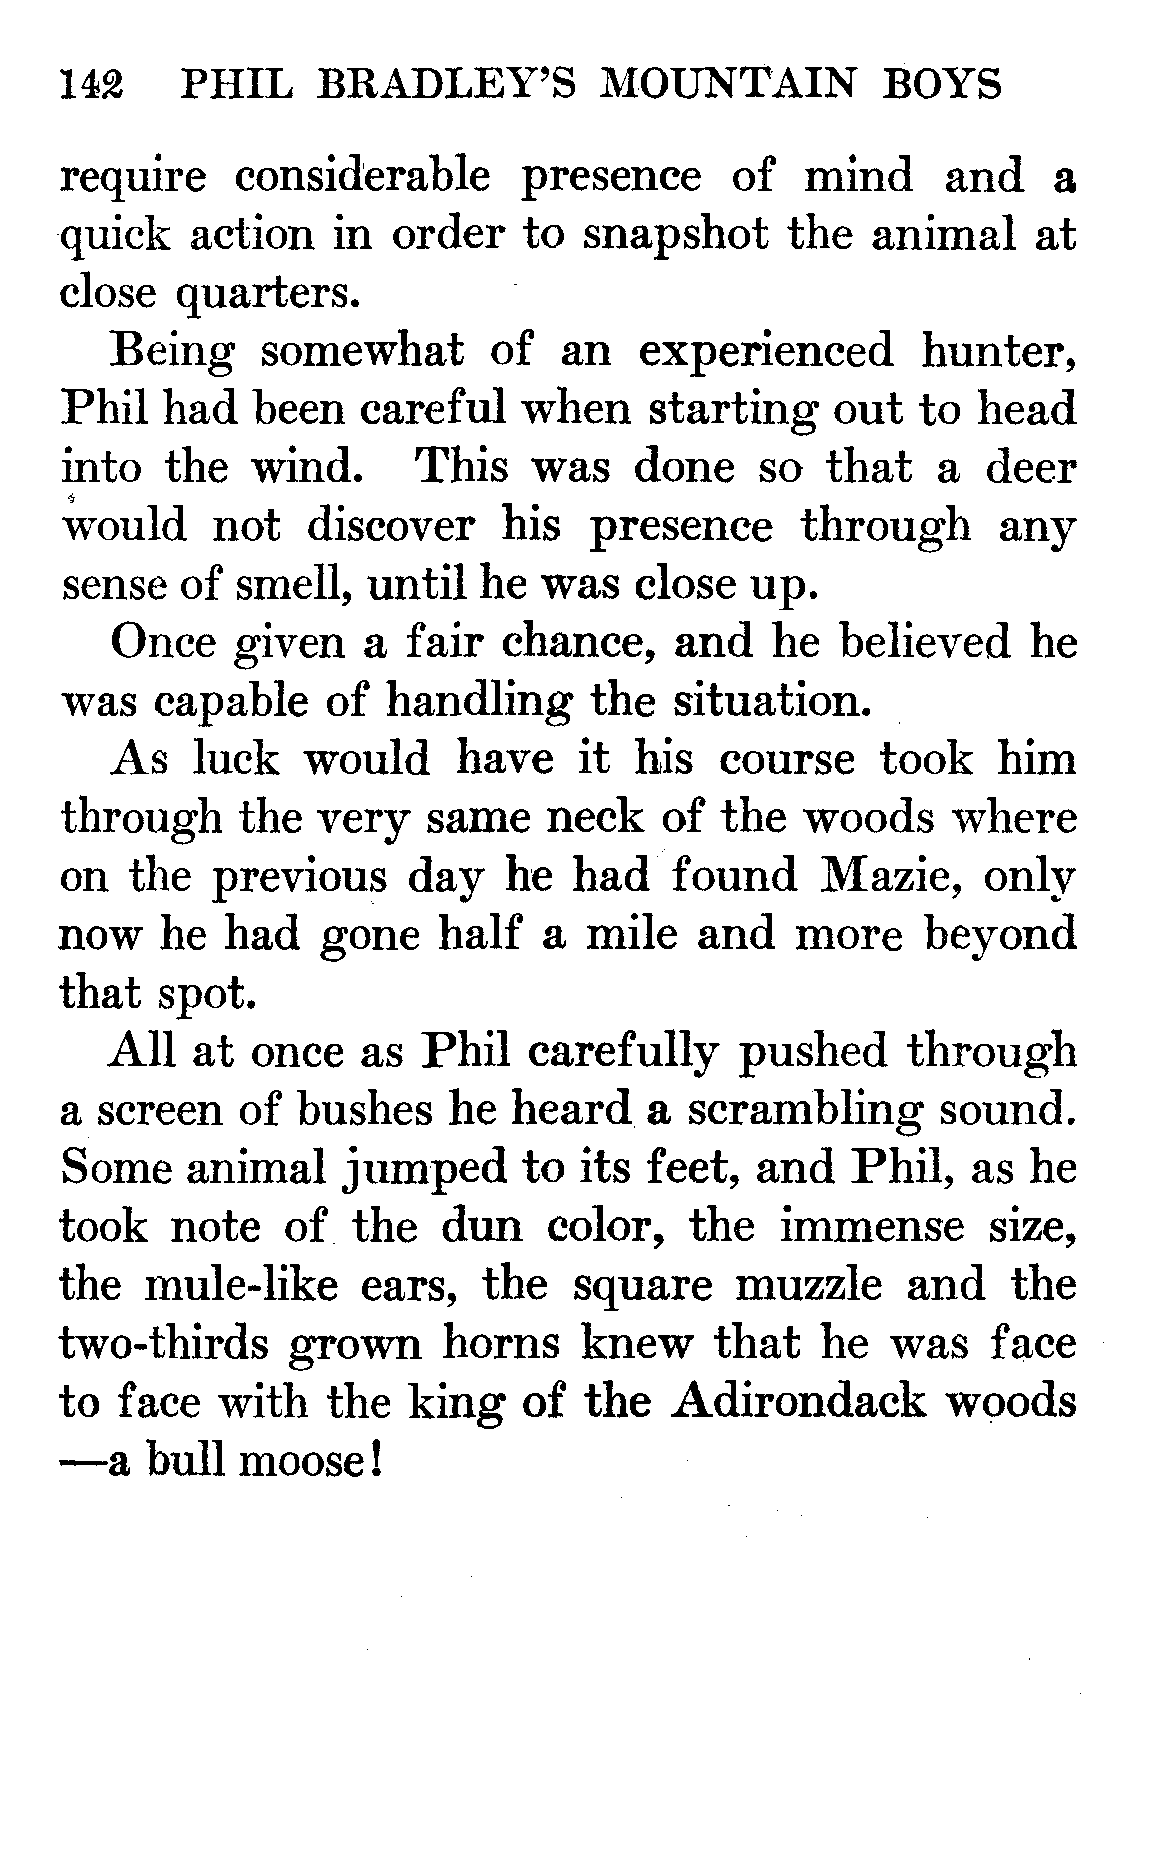 142 PHIL BRADLEY'S MOUNTAIN BOYS
require considerable presence of mind and a
quick action in order to snapshot the animal at
close quarters.
Being somewhat of an experienced hunter,
Phil had been careful when starting out to head
into the wind. This was done so that a deer
would not discover his presence through any
sense of smell, until he was close up.
Once given a fair chance, and he believed he
was capable of handling the situation.
As luck would have it his course took him
through the very same neck of the woods where
on the previous day he had found Mazie, only
now he had gone half a mile and more beyond
that spot.
All at once as Phil carefully pushed through
a screen of bushes he heard a scrambling sound.
Some animal jumped to its feet, and Phil, as he
took note of the dun color, the immense size,
the mule-like ears, the square muzzle and the
two-thirds grown horns knew that he was face
to face with the king of the Adirondack woods
—a bull moose!